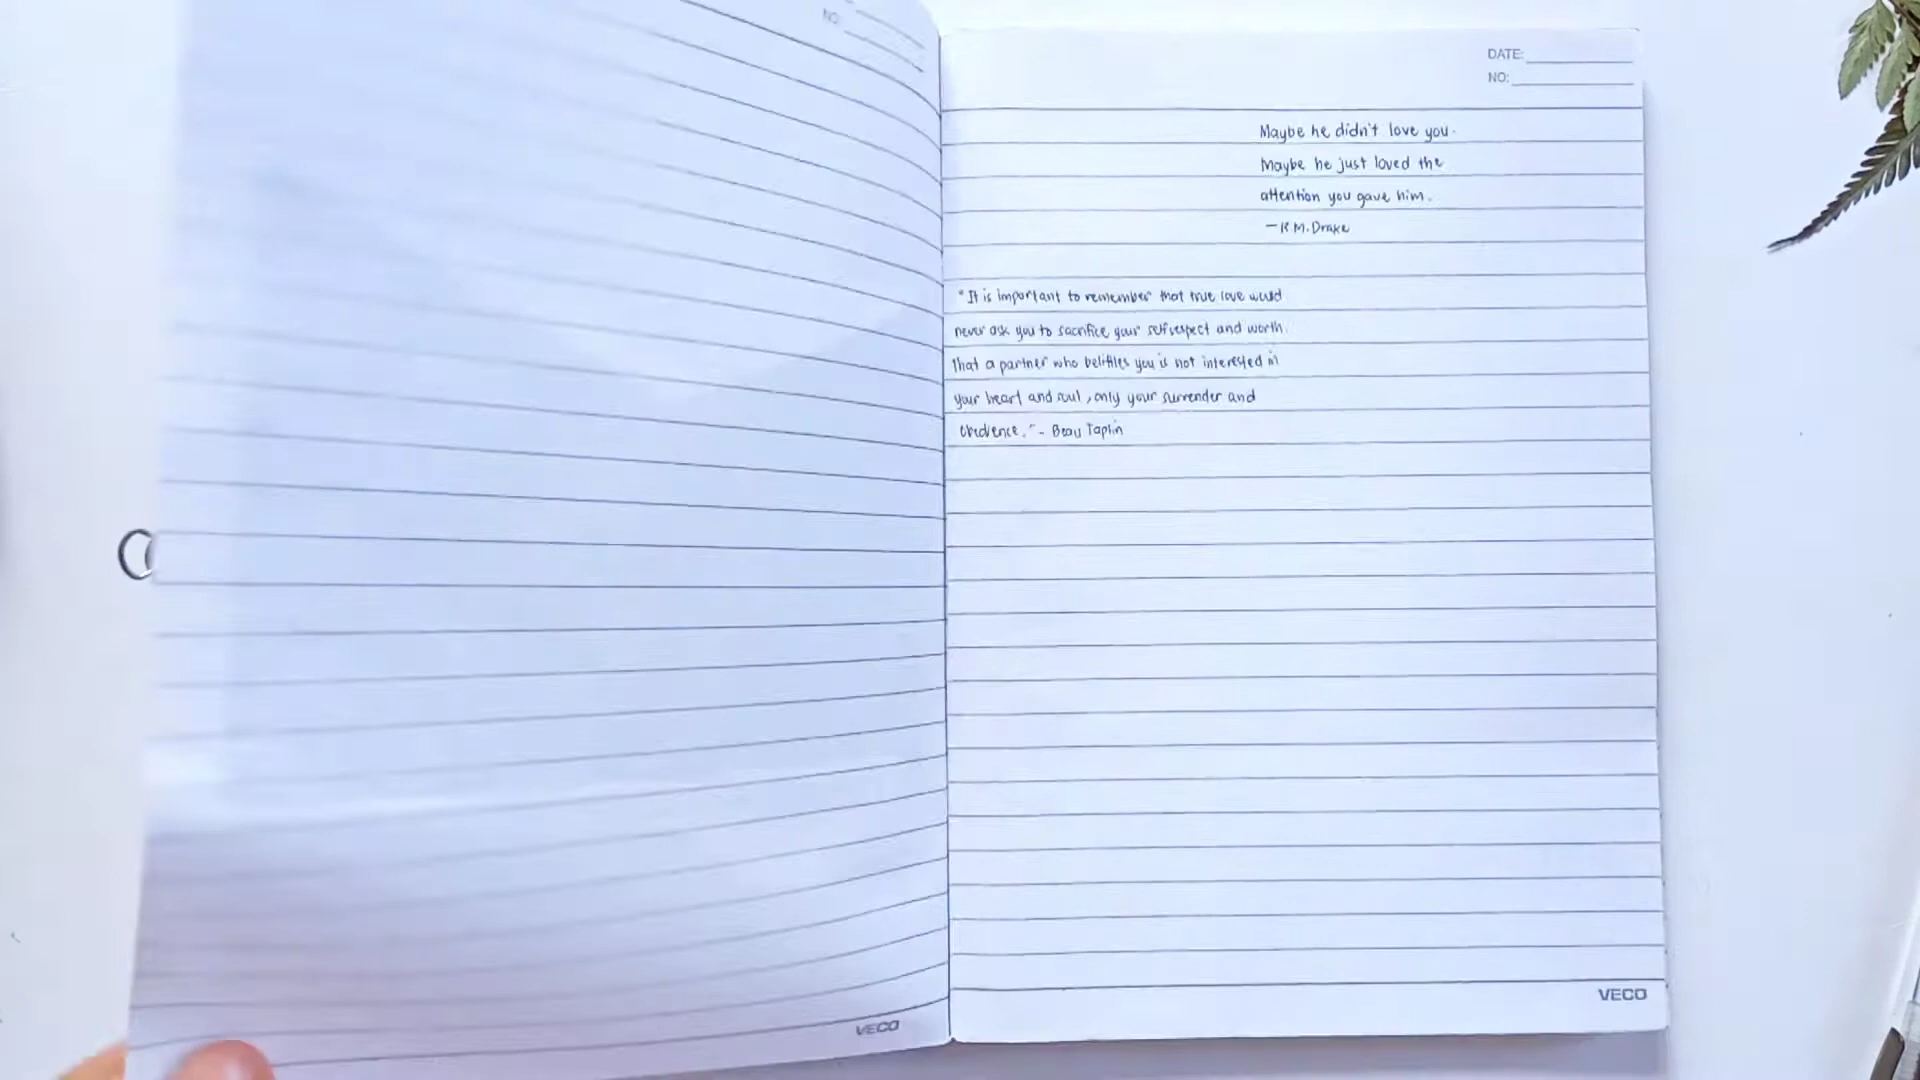 NO:
VECO
DATE:
NO:
Maybe he didn't love you.
Maybe he just loved the
attention you gave him.
—R.M. Drake
"It is important to remember that true love would
never ask you to sacrifice your selfrespect and worth.
that a partner who belittles you is not interested in
your heart and soul, only your surrender and
obedience." - Beau Taplin
VECO